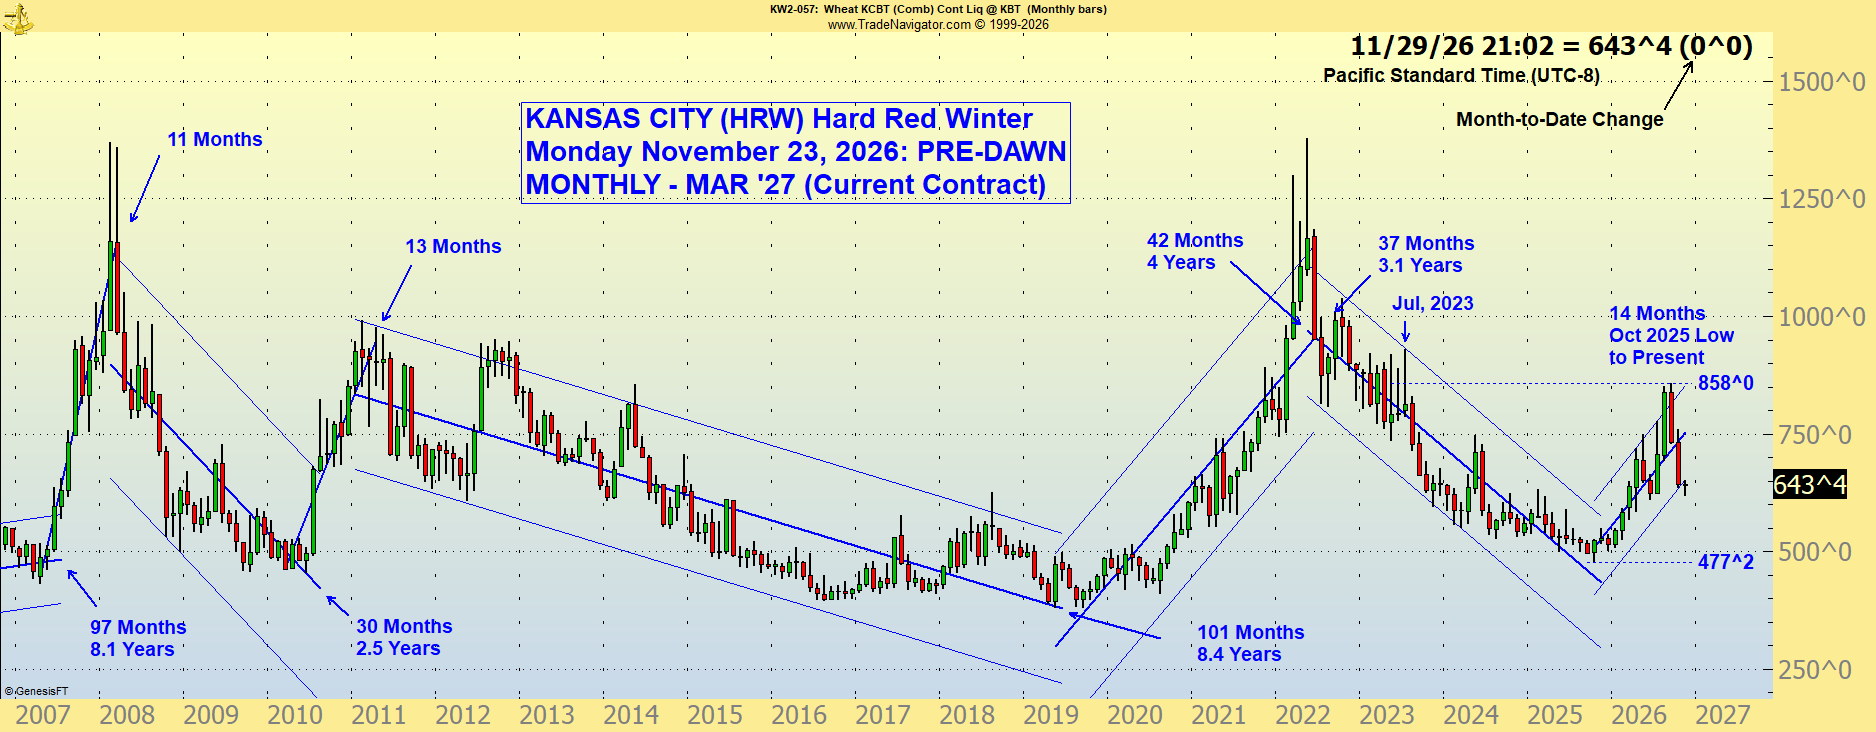 KW2-057:  Wheat KCBT (Comb) Cont Liq @ KBT  (Monthly bars)
www.TradeNavigator.com © 1999-2026
11/29/26 21:02 = 643^4 (0^0)
Pacific Standard Time (UTC-8)
Month-to-Date Change
KANSAS CITY (HRW) Hard Red Winter
Monday November 23, 2026: PRE-DAWN
MONTHLY - MAR '27 (Current Contract)
11 Months
13 Months
42 Months
4 Years
37 Months
3.1 Years
Jul, 2023
14 Months
Oct 2025 Low
to Present
858^0
477^2
97 Months
8.1 Years
30 Months
2.5 Years
101 Months
8.4 Years
1500^0
1250^0
1000^0
750^0
643^4
500^0
250^0
© GenesisFT
2007 2008 2009 2010 2011 2012 2013 2014 2015 2016 2017 2018 2019 2020 2021 2022 2023 2024 2025 2026 2027